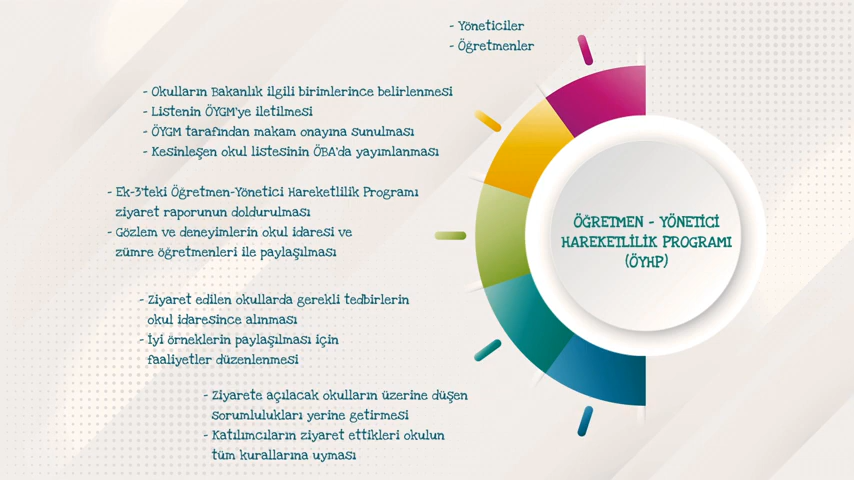 - Yöneticiler
- Öğretmenler
- Okulların Bakanlık ilgili birimlerince belirlenmesi
- Listenin ÖYGM'ye iletilmesi
- ÖYGM tarafından makam onayına sunulması
- Kesinleşen okul listesinin ÖBA'da yayımlanması
- Ek-3'teki Öğretmen-Yönetici Hareketlilik Programı
ziyaret raporunun doldurulması
- Gözlem ve deneyimlerin okul idaresi ve
zümre öğretmenleri ile paylaşılması
- Ziyaret edilen okullarda gerekli tedbirlerin
okul idaresince alınması
- İyi örneklerin paylaşılması için
faaliyetler düzenlenmesi
- Ziyarete açılacak okulların üzerine düşen
sorumlulukları yerine getirmesi
- Katılımcıların ziyaret ettikleri okulun
tüm kurallarına uyması
ÖĞRETMEN - YÖNETİCİ
HAREKETLİLİK PROGRAMI
(ÖYHP)